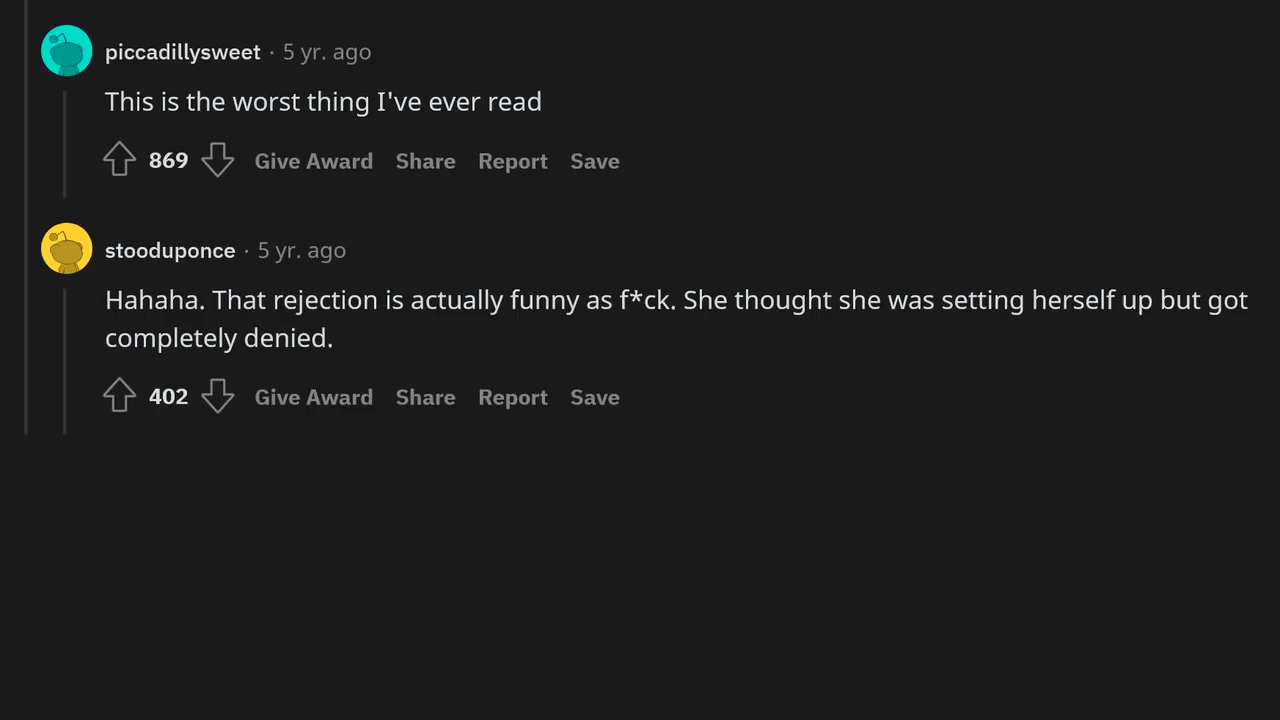 piccadillysweet · 5 yr. ago
This is the worst thing I've ever read
869 Give Award Share Report Save
stooduponce · 5 yr. ago
Hahaha. That rejection is actually funny as f*ck. She thought she was setting herself up but got
completely denied.
402 Give Award Share Report Save